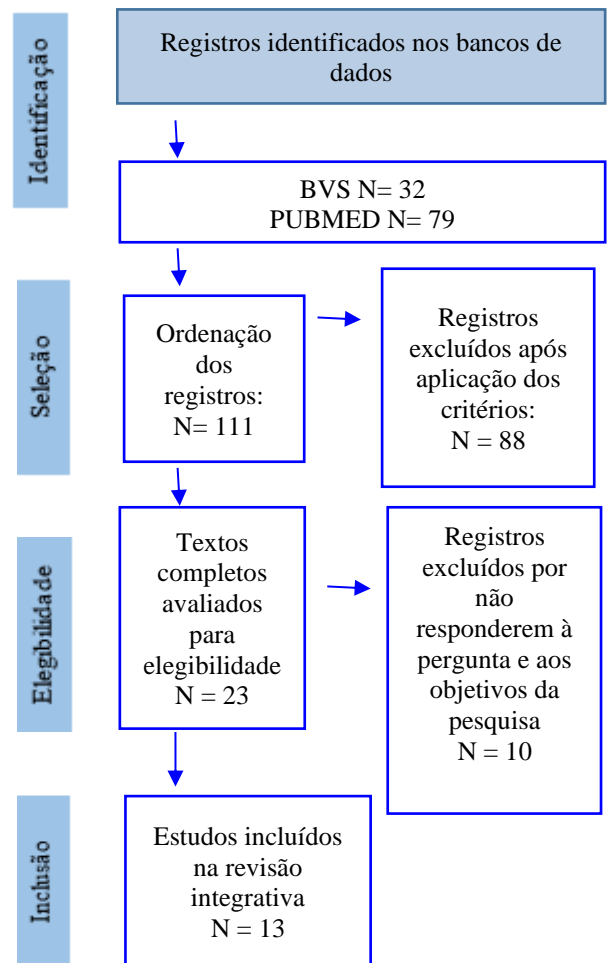 Identificação
Registros identificados nos bancos de
dados
BVS N= 32
PUBMED N= 79
Seleção
Ordenação
dos
registros:
N= 111
Registros
excluídos após
aplicação dos
critérios:
N = 88
Elegibilidade
Textos
completos
avaliados
para
elegibilidade
N = 23
Registros
excluídos por
não
responderem à
pergunta e aos
objetivos da
pesquisa
N = 10
Inclusão
Estudos incluídos
na revisão
integrativa
N = 13